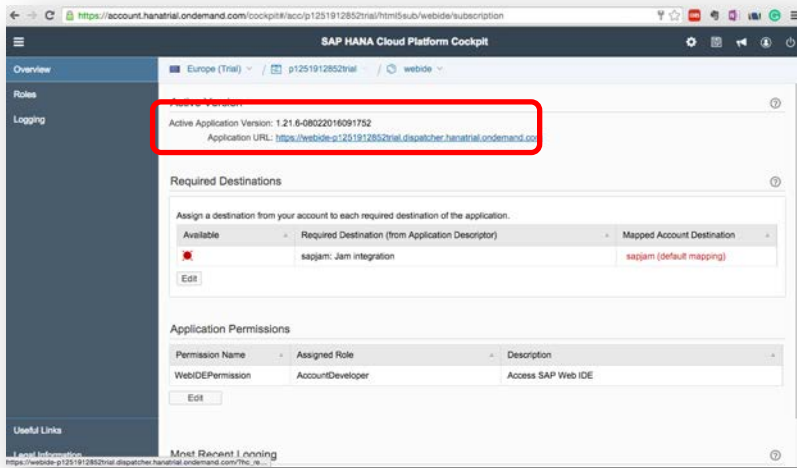 https://account.hanatrial.ondemand.com/cockpit#/acc/p1251912852trial/html5sub/webide/subscription
SAP HANA Cloud Platform Cockpit
Overview
Roles
Logging
Europe (Trial) / p1251912852trial / webide
Active Version
Active Application Version: 1.21.6-08022016091752
Application URL: https://webide-p1251912852trial.dispatcher.hanatrial.ondemand.com
Required Destinations
Assign a destination from your account to each required destination of the application.
Available Required Destination (from Application Descriptor) Mapped Account Destination
sapjam: Jam integration sapjam (default mapping)
Edit
Application Permissions
Permission Name Assigned Role Description
WebIDEPermission AccountDeveloper Access SAP Web IDE
Edit
Useful Links
Legal Information
Most Recent Logging
https://webide-p1251912852trial.dispatcher.hanatrial.ondemand.com/?hc_re...